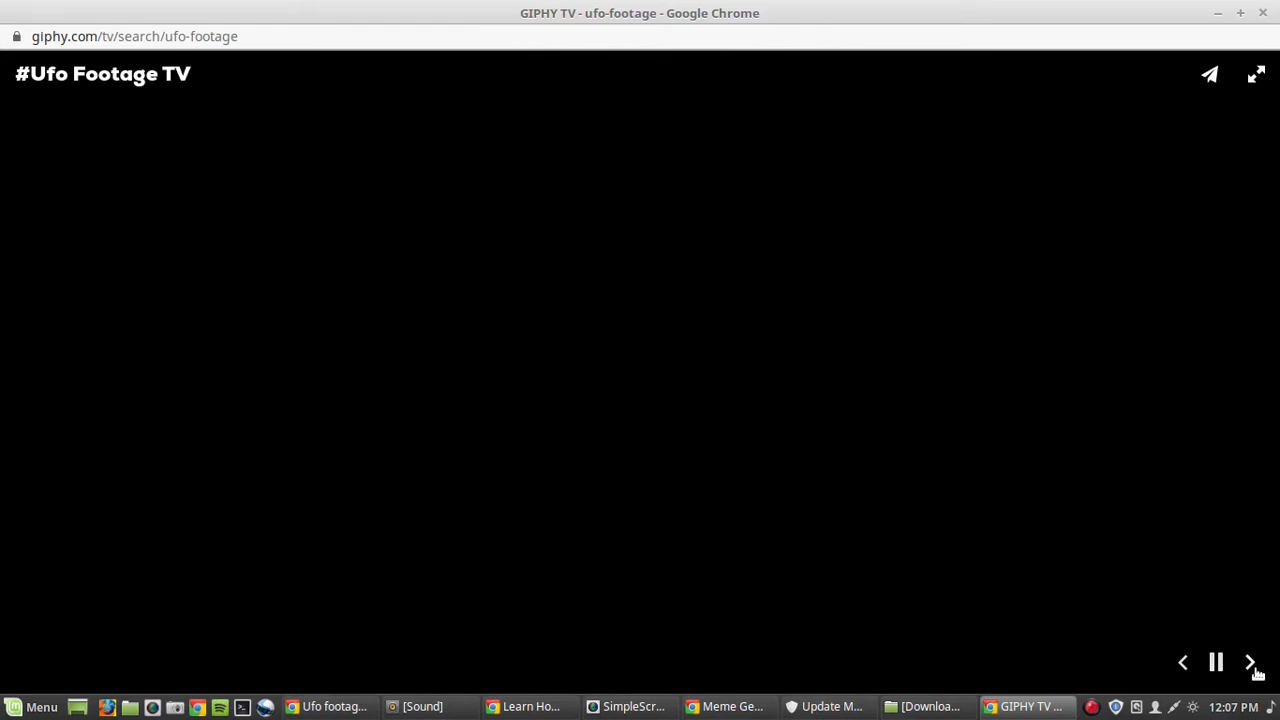 GIPHY TV - ufo-footage - Google Chrome
giphy.com/tv/search/ufo-footage
#Ufo Footage TV
Menu
Ufo footag...
[Sound]
Learn Ho...
SimpleScr...
Meme Ge...
Update M...
[Downloa...
GIPHY TV ...
12:07 PM